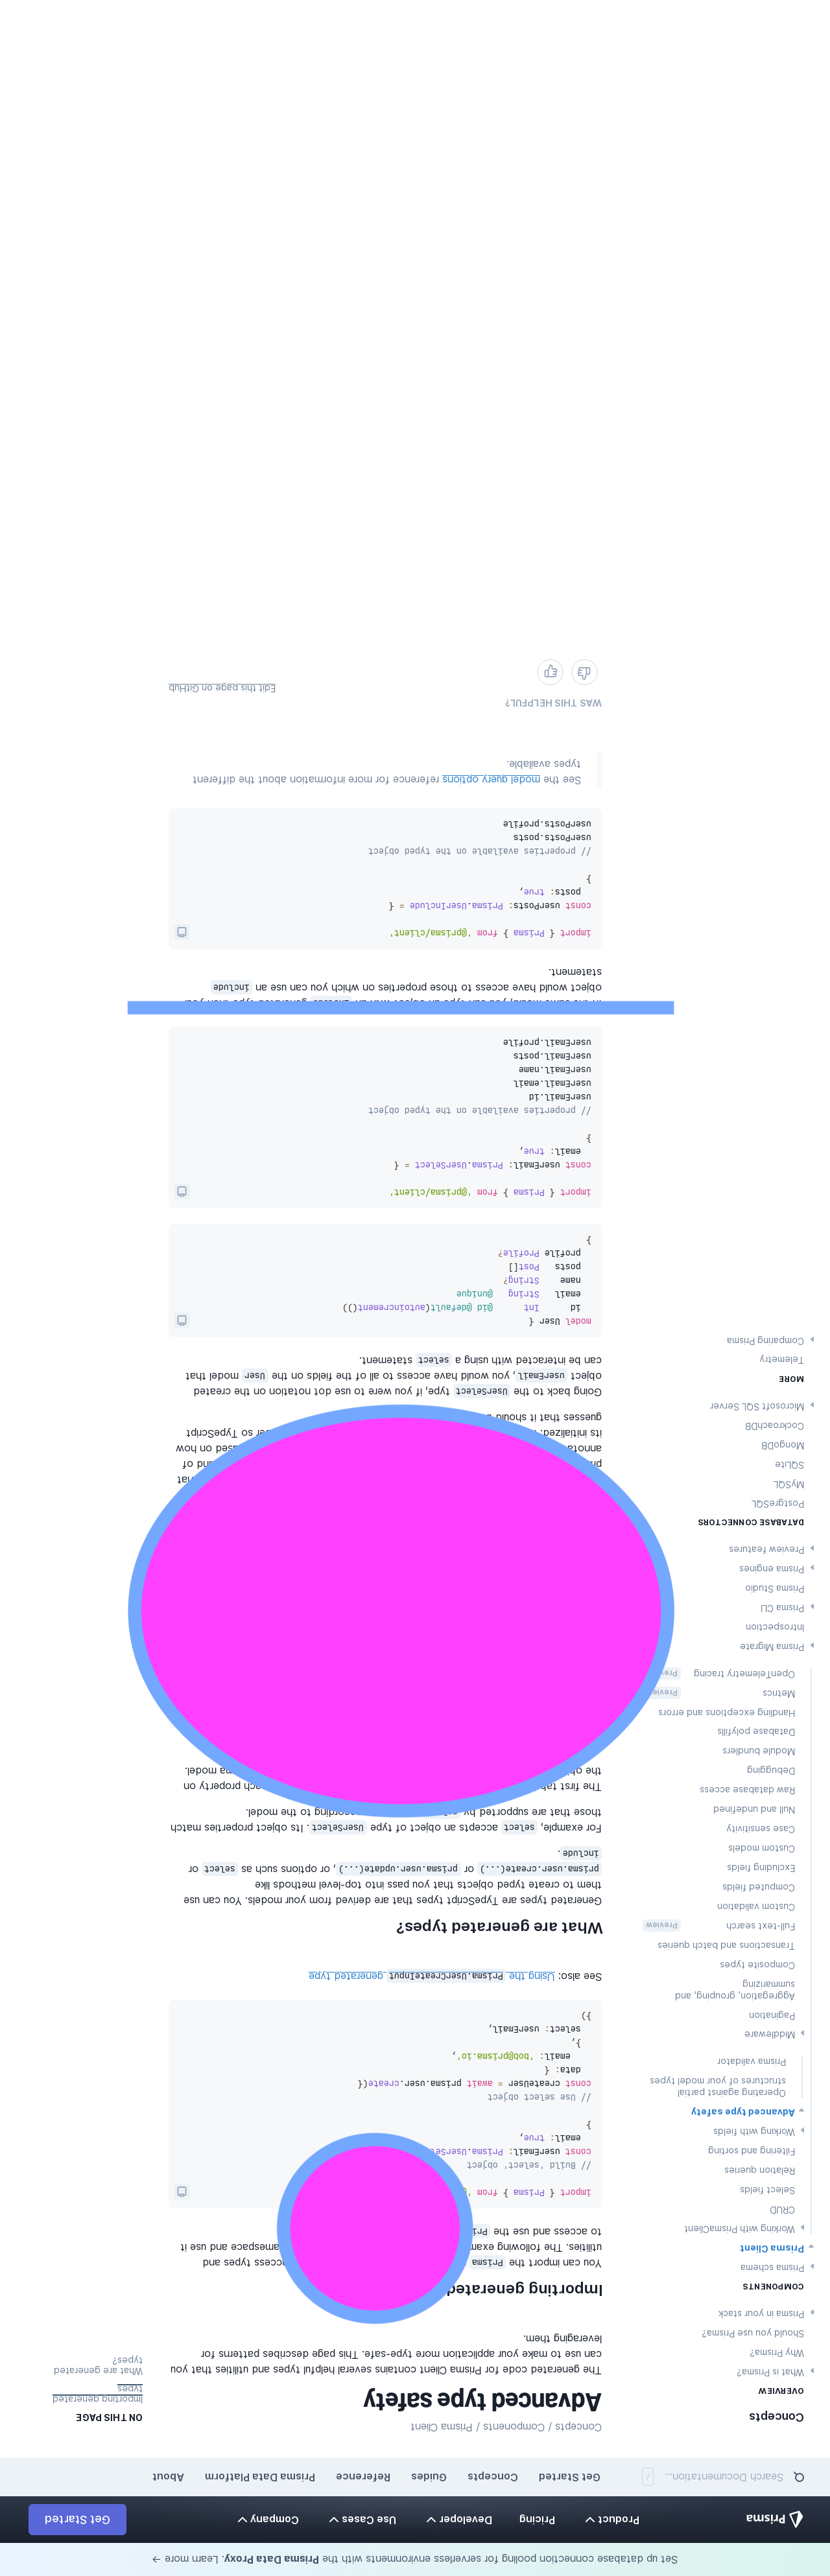 Set up database connection pooling for serverless environments with the Prisma Data Proxy. Learn more →
Prisma
Product
Pricing
Developer
Use Cases
Company
Get Started
Search Documentation...
/
Get Started
Concepts
Guides
Reference
Prisma Data Platform
About
Concepts
OVERVIEW
What is Prisma?
Why Prisma?
Should you use Prisma?
Prisma in your stack
COMPONENTS
Prisma schema
Prisma Client
Working with PrismaClient
CRUD
Select fields
Relation queries
Filtering and sorting
Working with fields
Advanced type safety
Operating against partial
structures of your model types
Prisma validator
Middleware
Pagination
Aggregation, grouping, and
summarizing
Composite types
Transactions and batch queries
Full-text search Preview
Custom validation
Computed fields
Excluding fields
Custom models
Case sensitivity
Null and undefined
Raw database access
Debugging
Module bundlers
Database polyfills
Handling exceptions and errors
Metrics
OpenTelemetry tracing
Prisma Migrate
Introspection
Prisma CLI
Prisma Studio
Prisma engines
Preview features
DATABASE CONNECTORS
PostgreSQL
MySQL
SQLite
MongoDB
CockroachDB
Microsoft SQL Server
MORE
Telemetry
Comparing Prisma
Concepts / Components / Prisma Client
Advanced type safety
The generated code for Prisma Client contains several helpful types and utilities that you
can use to make your application more type-safe. This page describes patterns for
leveraging them.
Importing generated
You can import the Prisma access types and
utilities. The following namespace and use it
to access and use the
import { Prisma } from
// Build 'select' object
const userEmail: Prisma.
email: true,
}
// Use select object
const createUser = await prisma.user.create({
data: {
email: 'bob@prisma.io',
},
select: userEmail,
})
See also: Using the Prisma.UserCreateInput generated type
What are generated types?
Generated types are TypeScript types that are derived from your models. You can use
them to create typed objects that you pass into top-level methods like
prisma.user.create(...) or prisma.user.update(...), or options such as select or
include.
For example, select accepts an object of type UserSelect. Its object properties match
those that are supported by according to the model.
The first each property on
the model.
on how
its initialized. so TypeScript
guesses that it should
Going back to the UserSelect type, if you were to use dot notation on the created
object userEmail, you would have access to all of the fields on the User model that
can be interacted with using a select statement.
model User {
id Int @id @default(autoincrement())
email String @unique
name String?
posts Post[]
profile Profile?
}
import { Prisma } from '@prisma/client'
const userEmail: Prisma.UserSelect = {
email: true,
}
// properties available on the typed object
userEmail.id
userEmail.email
userEmail.name
userEmail.posts
userEmail.profile
object would have access to those properties on which you can use an include
statement.
import { Prisma } from '@prisma/client'
const userPosts: Prisma.UserInclude = {
posts: true,
}
// properties available on the typed object
userPosts.posts
userPosts.profile
See the model query options reference for more information about the different
types available.
WAS THIS HELPFUL?
Edit this page on GitHub
ON THIS PAGE
Importing generated
types
What are generated
types?